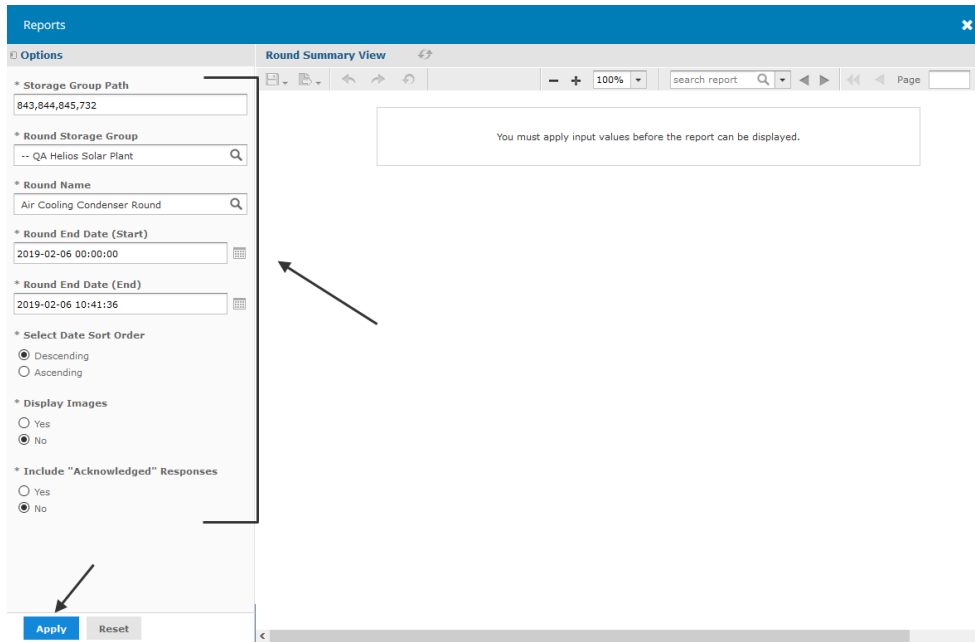 Reports
Options
* Storage Group Path
843,844,845,732
* Round Storage Group
-- QA Helios Solar Plant
* Round Name
Air Cooling Condenser Round
* Round End Date (Start)
2019-02-06 00:00:00
* Round End Date (End)
2019-02-06 10:41:36
* Select Date Sort Order
Descending
Ascending
* Display Images
Yes
No
* Include "Acknowledged" Responses
Yes
No
Apply Reset
Round Summary View
100% search report Page
You must apply input values before the report can be displayed.